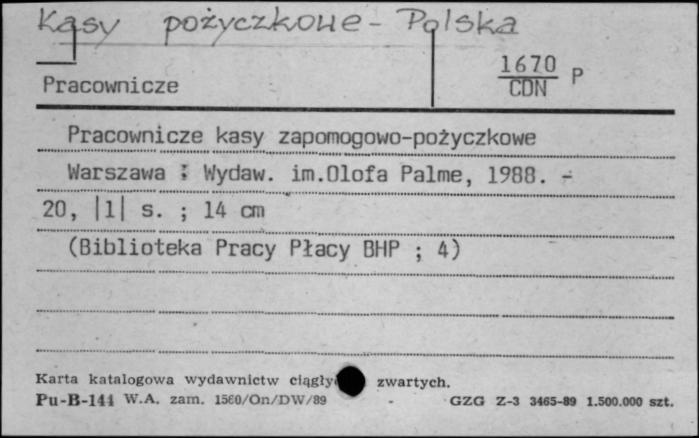 Kasy pożyczkowe - Polska
1670
CDN P
Pracownicze
Pracownicze kasy zapomogowo-pożyczkowe
Warszawa : Wydaw. im.Olofa Palme, 1988. -
20, |1| s. ; 14 cm
(Biblioteka Pracy Płacy BHP ; 4)
Karta katalogowa wydawnictw zwartych.
Pu-B-144 W.A. zam. 1560/On/DW/89 - GZG Z-3 3465-89 1.500.000 szt.